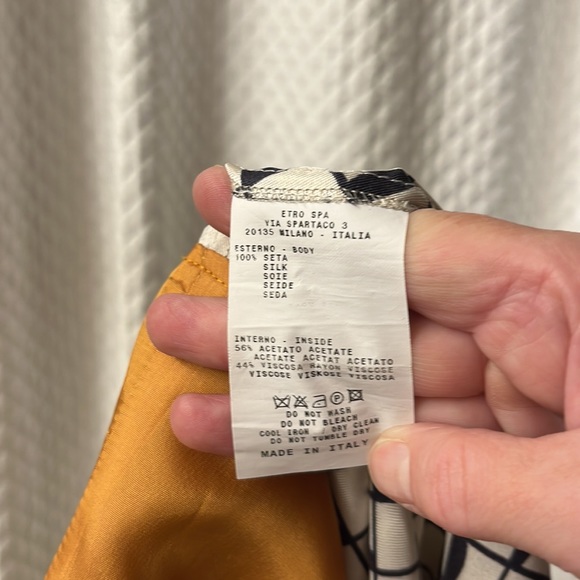 ETRO SPA
VIA SPARTACO 3
20135 MILANO - ITALIA
ESTERNO - BODY
100% SETA
SILK
SOIE
SEIDE
SEDA
INTERNO - INSIDE
56% ACETATO ACETATE
ACETATE ACETAT ACETATO
44% VISCOSA RAYON VISCOSE
VISCOSE VISKOSE VISCOSA
P
DO NOT WASH
DO NOT BLEACH
COOL IRON / DRY CLEAN
DO NOT TUMBLE DRY
MADE IN ITALY